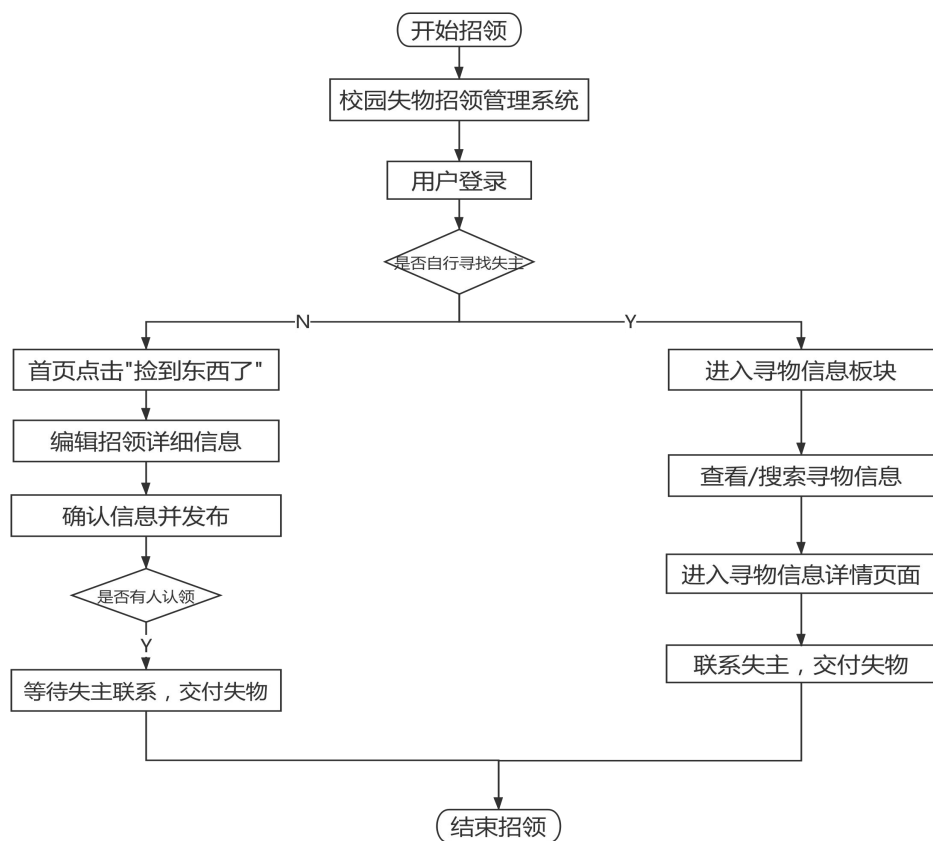 开始招领
校园失物招领管理系统
用户登录
是否自行寻找失主
N
Y
首页点击"捡到东西了"
进入寻物信息板块
编辑招领详细信息
查看/搜索寻物信息
确认信息并发布
进入寻物信息详情页面
是否有人认领
Y
联系失主，交付失物
等待失主联系，交付失物
结束招领